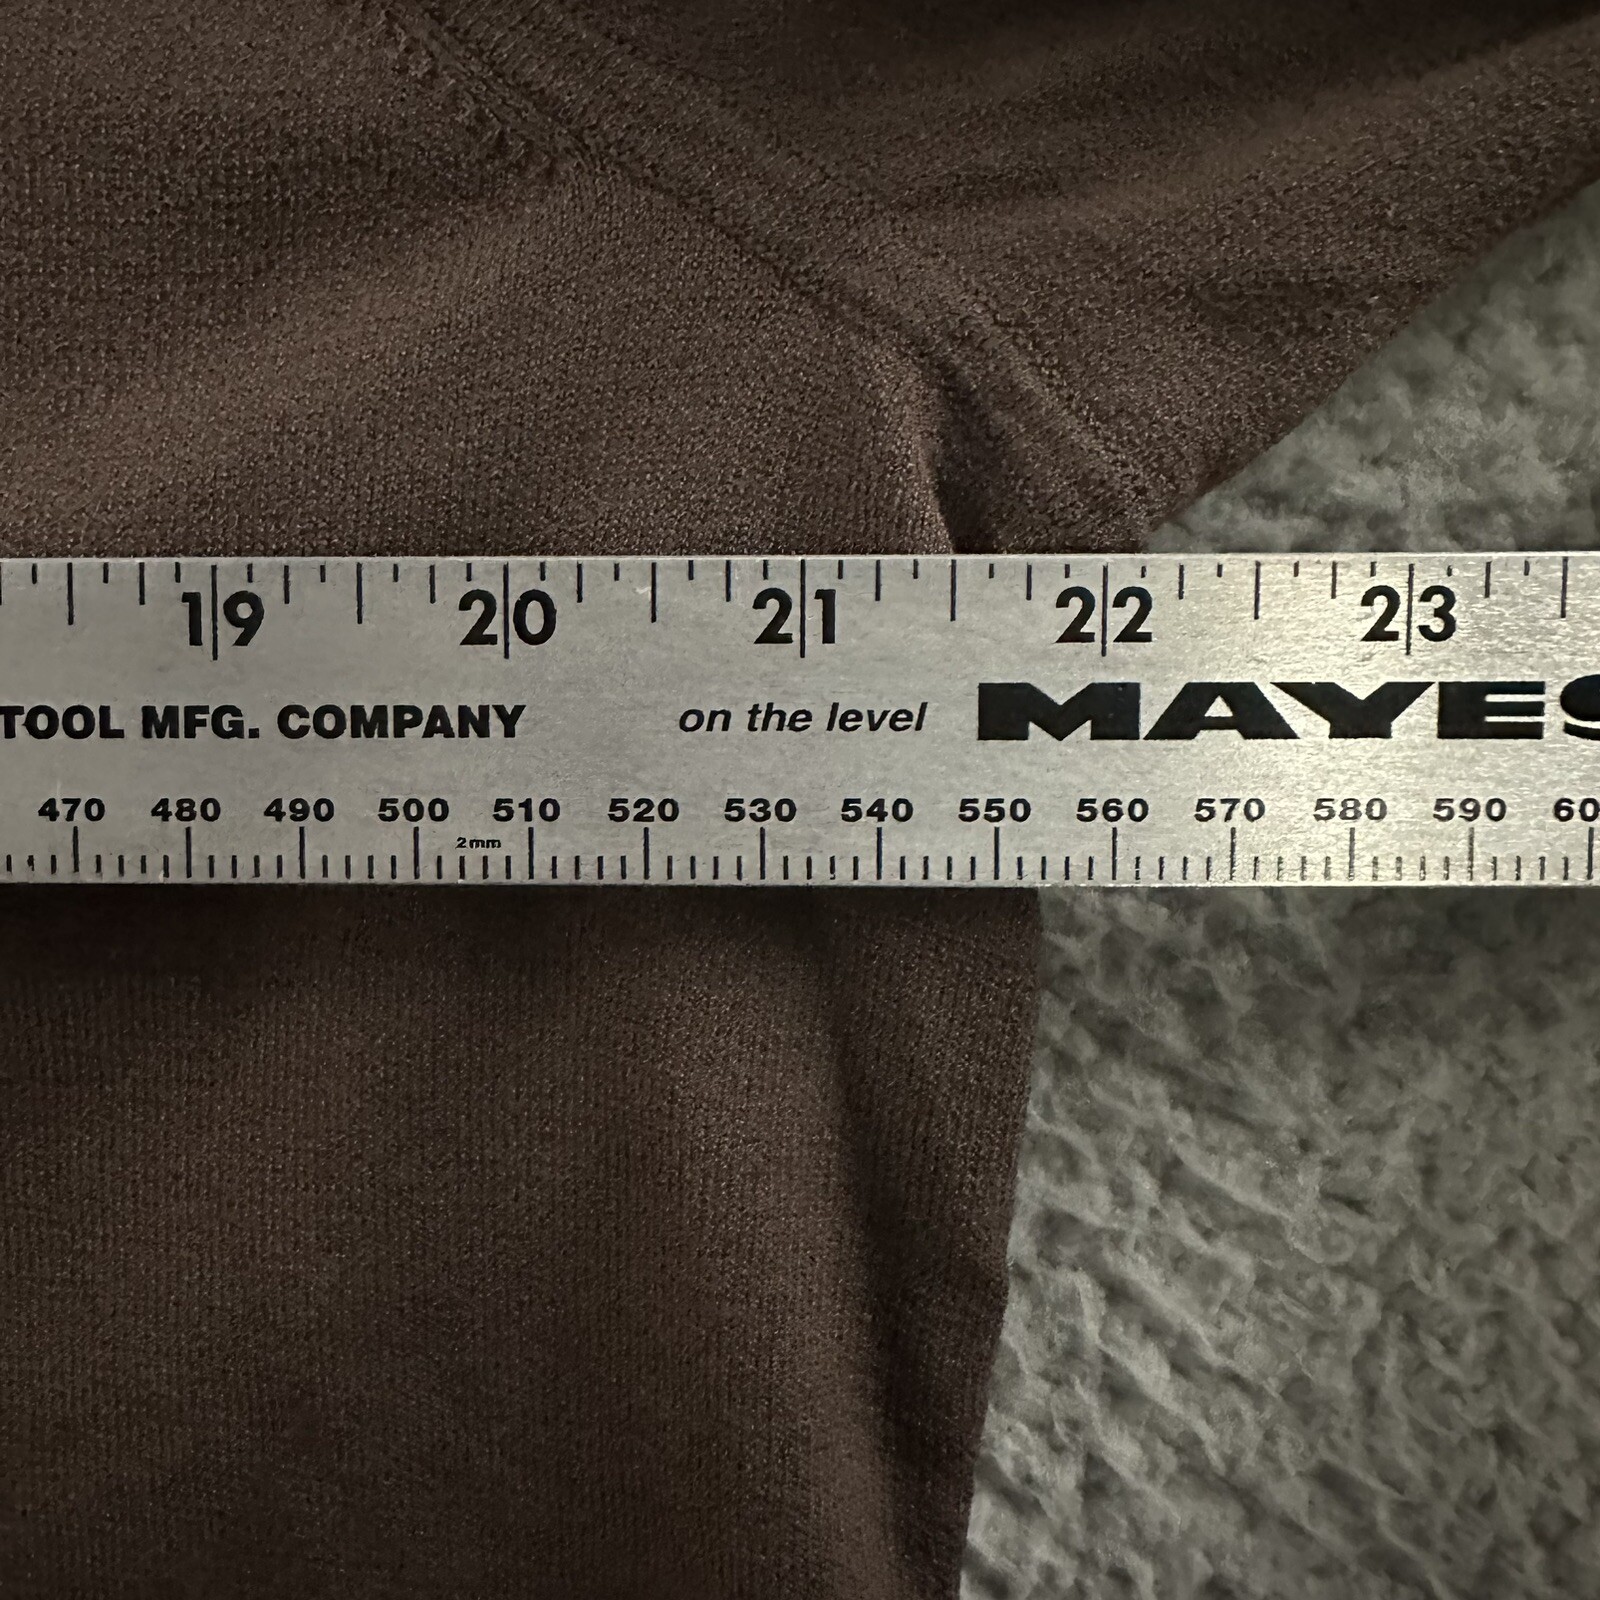 19 20 21 22 23
TOOL MFG. COMPANY on the level MAYES
470 480 490 500 510 520 530 540 550 560 570 580 590 60
2mm